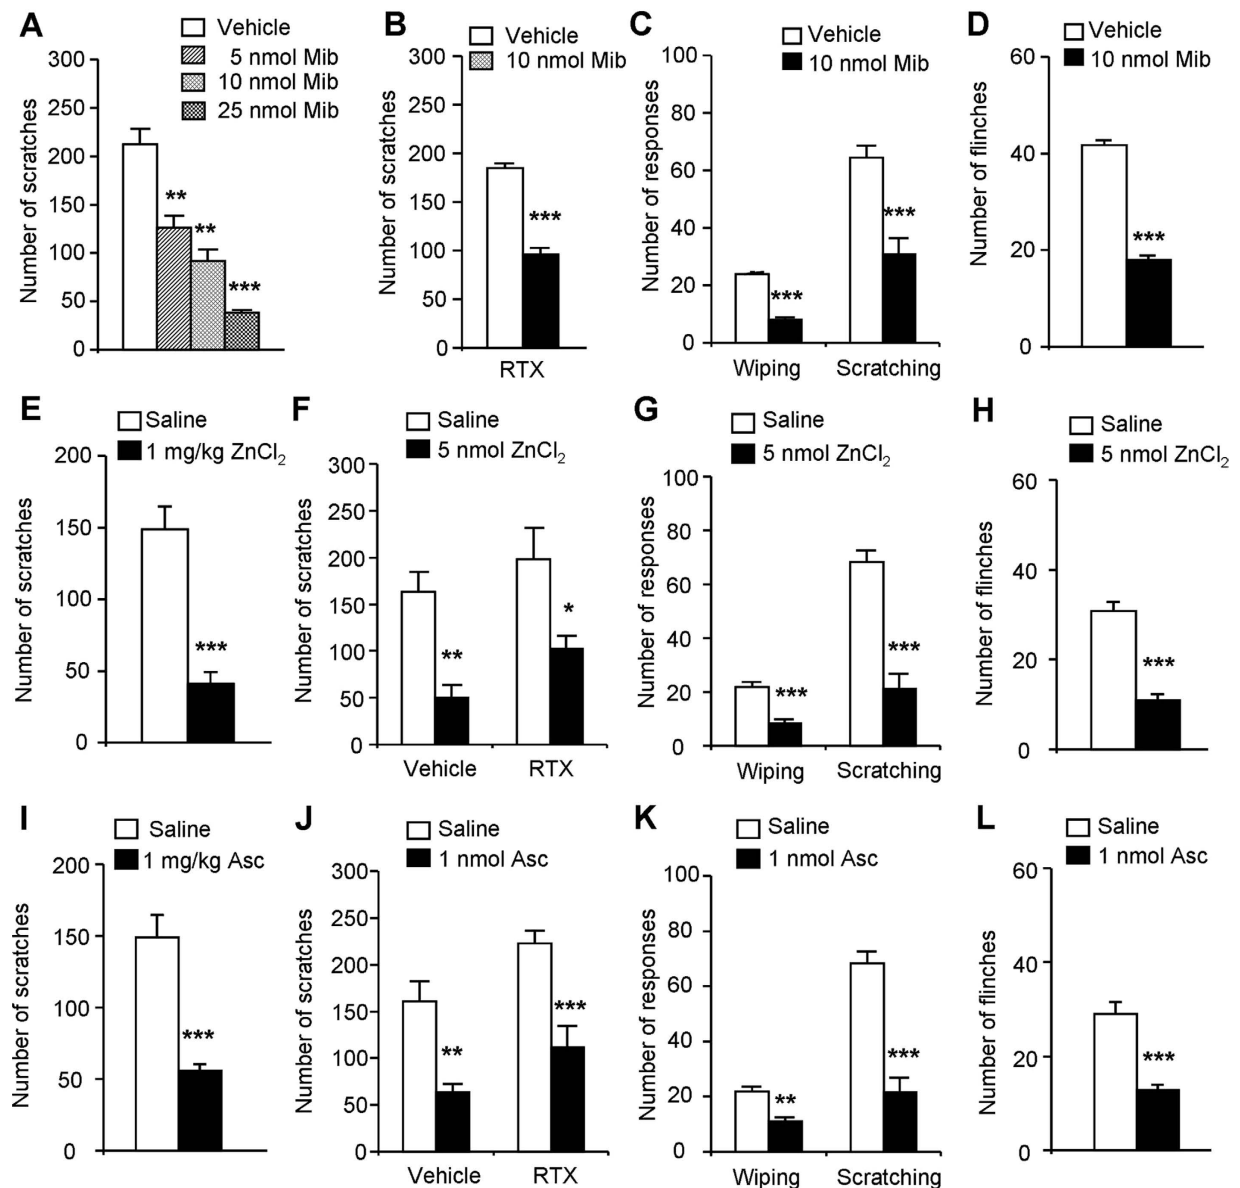 A
Vehicle
5 nmol Mib
10 nmol Mib
25 nmol Mib
Number of scratches
300
250
200
150
100
50
0
**
**
***
B
Vehicle
10 nmol Mib
Number of scratches
300
250
200
150
100
50
0
***
RTX
C
Vehicle
10 nmol Mib
Number of responses
100
80
60
40
20
0
***
***
Wiping Scratching
D
Vehicle
10 nmol Mib
Number of flinches
60
40
20
0
***
E
Saline
1 mg/kg ZnCl₂
Number of scratches
200
150
100
50
0
***
F
Saline
5 nmol ZnCl₂
Number of scratches
300
250
200
150
100
50
0
**
*
Vehicle RTX
G
Saline
5 nmol ZnCl₂
Number of responses
100
80
60
40
20
0
***
***
Wiping Scratching
H
Saline
5 nmol ZnCl₂
Number of flinches
60
40
20
0
***
I
Saline
1 mg/kg Asc
Number of scratches
200
150
100
50
0
***
J
Saline
1 nmol Asc
Number of scratches
300
250
200
150
100
50
0
**
***
Vehicle RTX
K
Saline
1 nmol Asc
Number of responses
100
80
60
40
20
0
**
***
Wiping Scratching
L
Saline
1 nmol Asc
Number of flinches
60
40
20
0
***